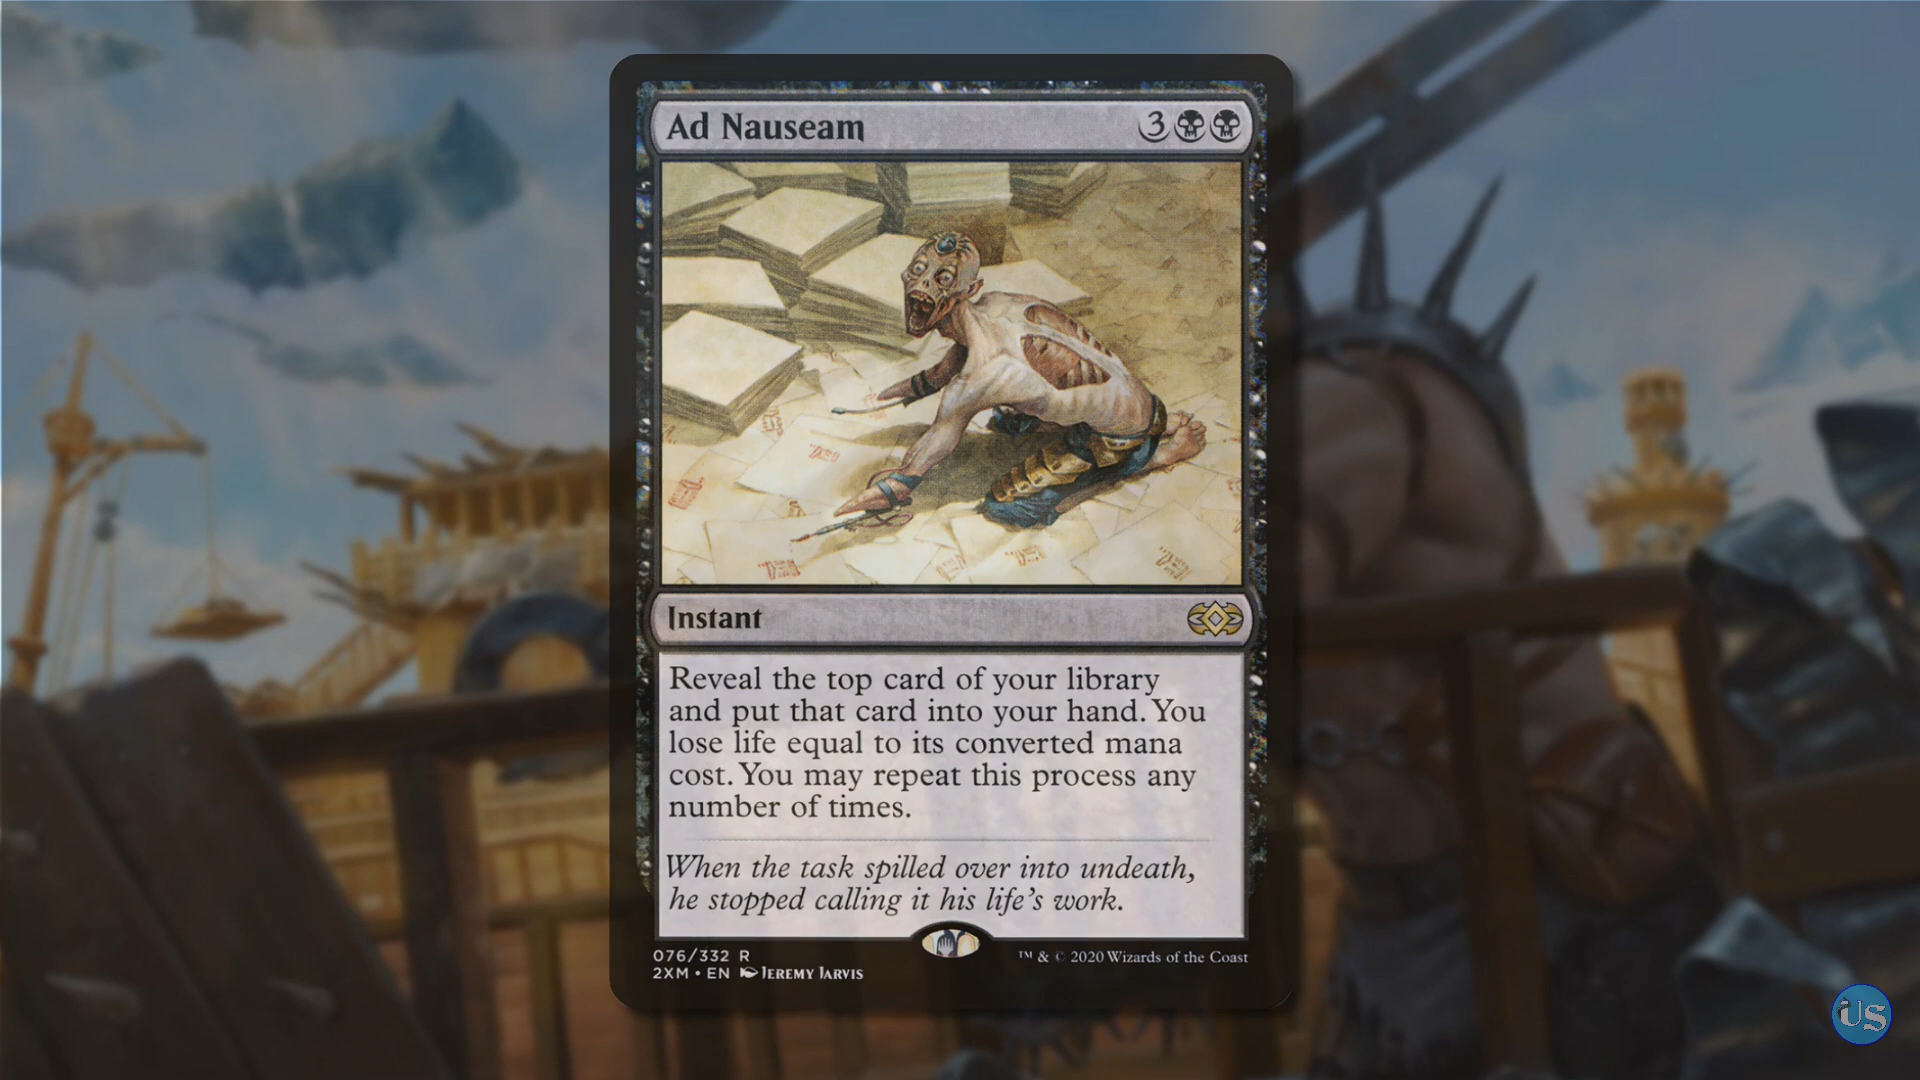 Ad Nauseam
3
Instant
Reveal the top card of your library
and put that card into your hand. You
lose life equal to its converted mana
cost. You may repeat this process any
number of times.
When the task spilled over into undeath,
he stopped calling it his life's work.
076/332 R
2XM • EN JEREMY JARVIS
™ & © 2020 Wizards of the Coast
US